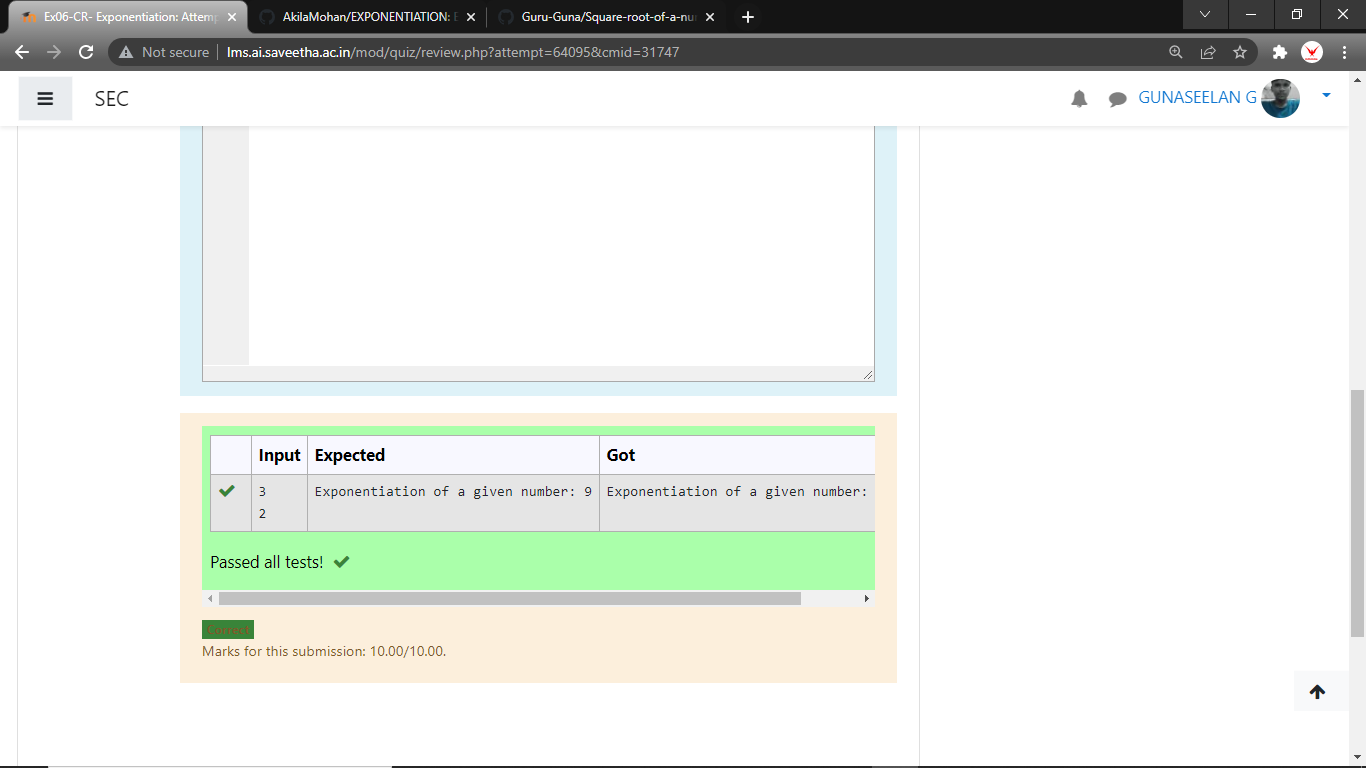 Ex06-CR- Exponentiation: Attem
AkilaMohan/EXPONENTIATION: E
Guru-Guna/Square-root-of-a-nu
Not secure
lms.ai.saveetha.ac.in/mod/quiz/review.php?attempt=64095&cmid=31747
SEC
GUNASEELAN G
Input Expected Got
3 Exponentiation of a given number: 9 Exponentiation of a given number:
2
Passed all tests!
Correct
Marks for this submission: 10.00/10.00.